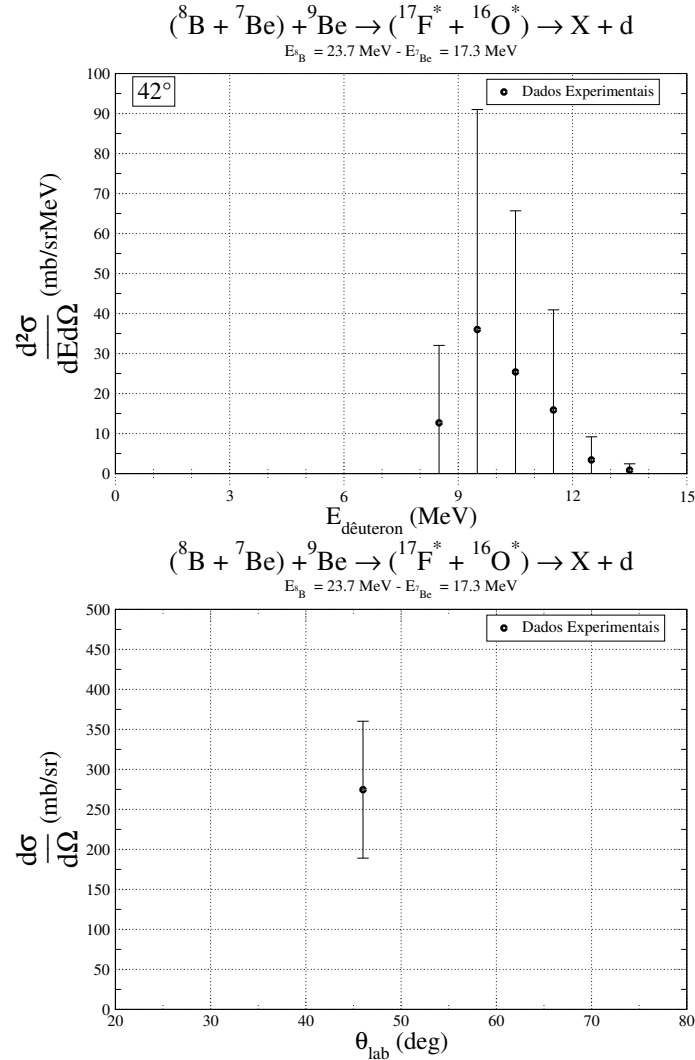 (⁸B + ⁷Be) + ⁹Be → (¹⁷F* + ¹⁶O*) → X + d
E⁸B = 23.7 MeV - E⁷Be = 17.3 MeV
42°
Dados Experimentais
100
90
80
70
60
50
40
30
20
10
0
d²σ
dEdΩ
(mb/srMeV)
0 3 6 9 12 15
Edêuteron (MeV)
(⁸B + ⁷Be) + ⁹Be → (¹⁷F* + ¹⁶O*) → X + d
E⁸B = 23.7 MeV - E⁷Be = 17.3 MeV
Dados Experimentais
500
450
400
350
300
250
200
150
100
50
0
dσ
dΩ
(mb/sr)
20 30 40 50 60 70 80
θlab (deg)